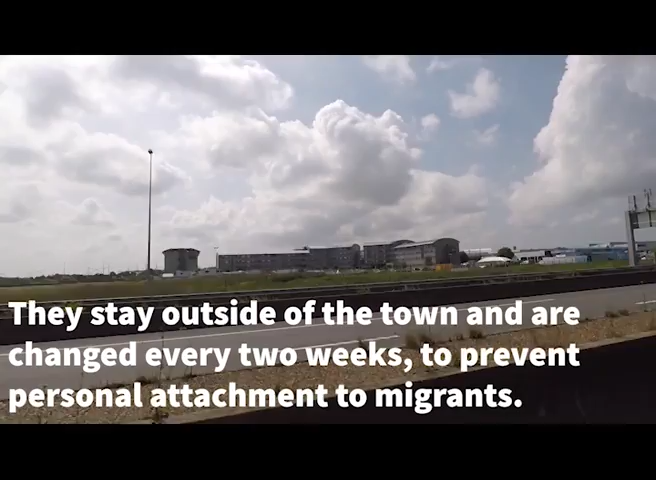 They stay outside of the town and are
changed every two weeks, to prevent
personal attachment to migrants.